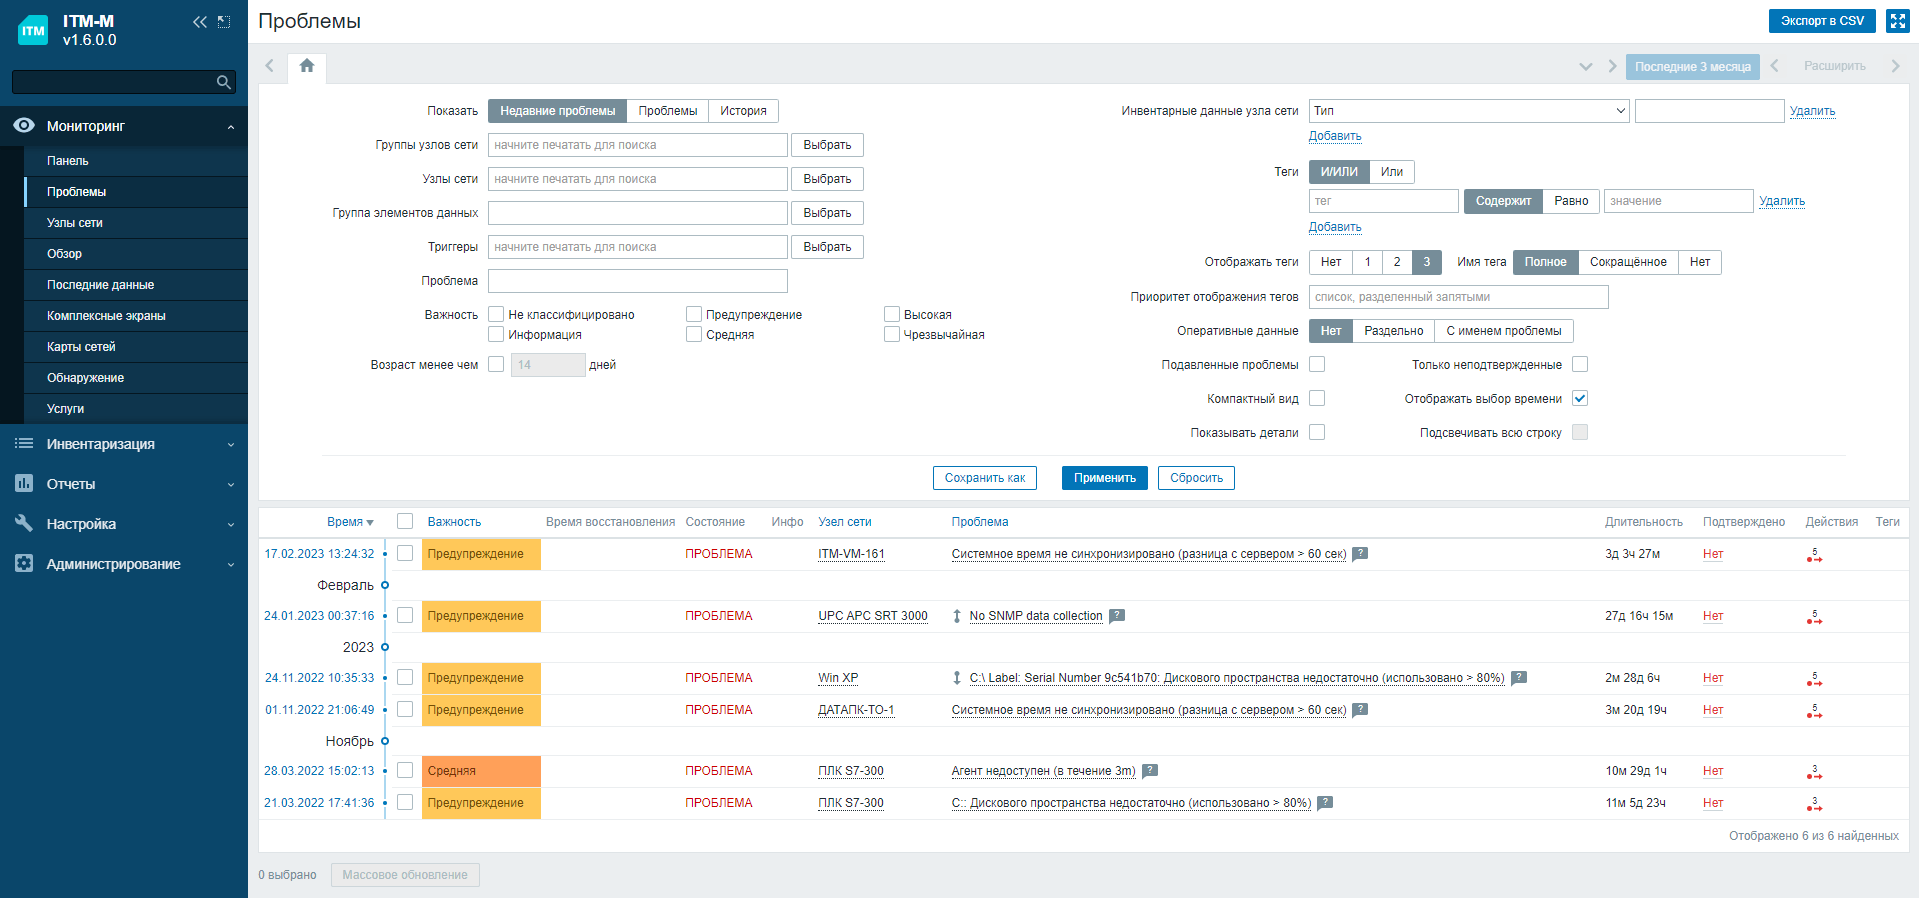 ITM
ITM-M
v1.6.0.0
Мониторинг
Панель
Проблемы
Узлы сети
Обзор
Последние данные
Комплексные экраны
Карты сетей
Обнаружение
Услуги
Инвентаризация
Отчеты
Настройка
Администрирование
Проблемы
Экспорт в CSV
Последние 3 месяца
Расширить
Показать Недавние проблемы Проблемы История
Группы узлов сети начните печатать для поиска Выбрать
Узлы сети начните печатать для поиска Выбрать
Группа элементов данных Выбрать
Триггеры начните печатать для поиска Выбрать
Проблема
Важность Не классифицировано Предупреждение Высокая
Информация Средняя Чрезвычайная
Возраст менее чем 14 дней
Инвентарные данные узла сети Тип Удалить
Добавить
Теги И/ИЛИ Или
тег Содержит Равно значение Удалить
Добавить
Отображать теги Нет 1 2 3 Имя тега Полное Сокращённое Нет
Приоритет отображения тегов список, разделенный запятыми
Оперативные данные Нет Раздельно С именем проблемы
Подавленные проблемы Только неподтвержденные
Компактный вид Отображать выбор времени
Показывать детали Подсвечивать всю строку
Сохранить как Применить Сбросить
Время Важность Время восстановления Состояние Инфо Узел сети Проблема Длительность Подтверждено Действия Теги
17.02.2023 13:24:32 Предупреждение ПРОБЛЕМА ITM-VM-161 Системное время не синхронизировано (разница с сервером > 60 сек) ? 3д 3ч 27м Нет 5
Февраль
24.01.2023 00:37:16 Предупреждение ПРОБЛЕМА UPC APC SRT 3000 No SNMP data collection ? 27д 16ч 15м Нет 5
2023
24.11.2022 10:35:33 Предупреждение ПРОБЛЕМА Win XP C:\ Label: Serial Number 9c541b70: Дискового пространства недостаточно (использовано > 80%) ? 2м 28д 6ч Нет 5
01.11.2022 21:06:49 Предупреждение ПРОБЛЕМА ДАТАПК-ТО-1 Системное время не синхронизировано (разница с сервером > 60 сек) ? 3м 20д 19ч Нет 5
Ноябрь
28.03.2022 15:02:13 Средняя ПРОБЛЕМА ПЛК S7-300 Агент недоступен (в течение 3m) ? 10м 29д 1ч Нет 3
21.03.2022 17:41:36 Предупреждение ПРОБЛЕМА ПЛК S7-300 C:: Дискового пространства недостаточно (использовано > 80%) ? 11м 5д 23ч Нет 3
Отображено 6 из 6 найденных
0 выбрано Массовое обновление